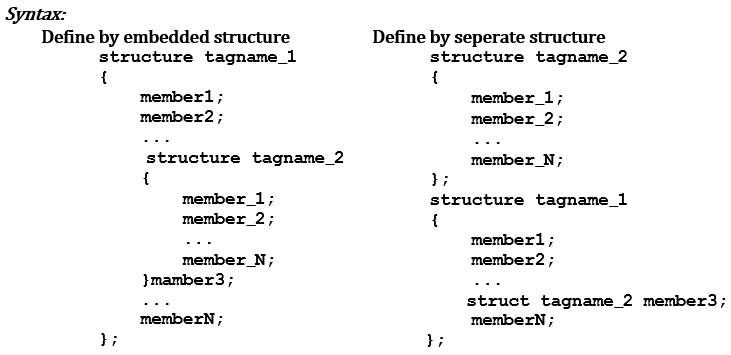 Syntax:
Define by embedded structure
structure tagname_1
{
member1;
member2;
...
structure tagname_2
{
member_1;
member_2;
...
member_N;
}mamber3;
...
memberN;
};
Define by seperate structure
structure tagname_2
{
member_1;
member_2;
...
member_N;
};
structure tagname_1
{
member1;
member2;
...
struct tagname_2 member3;
memberN;
};